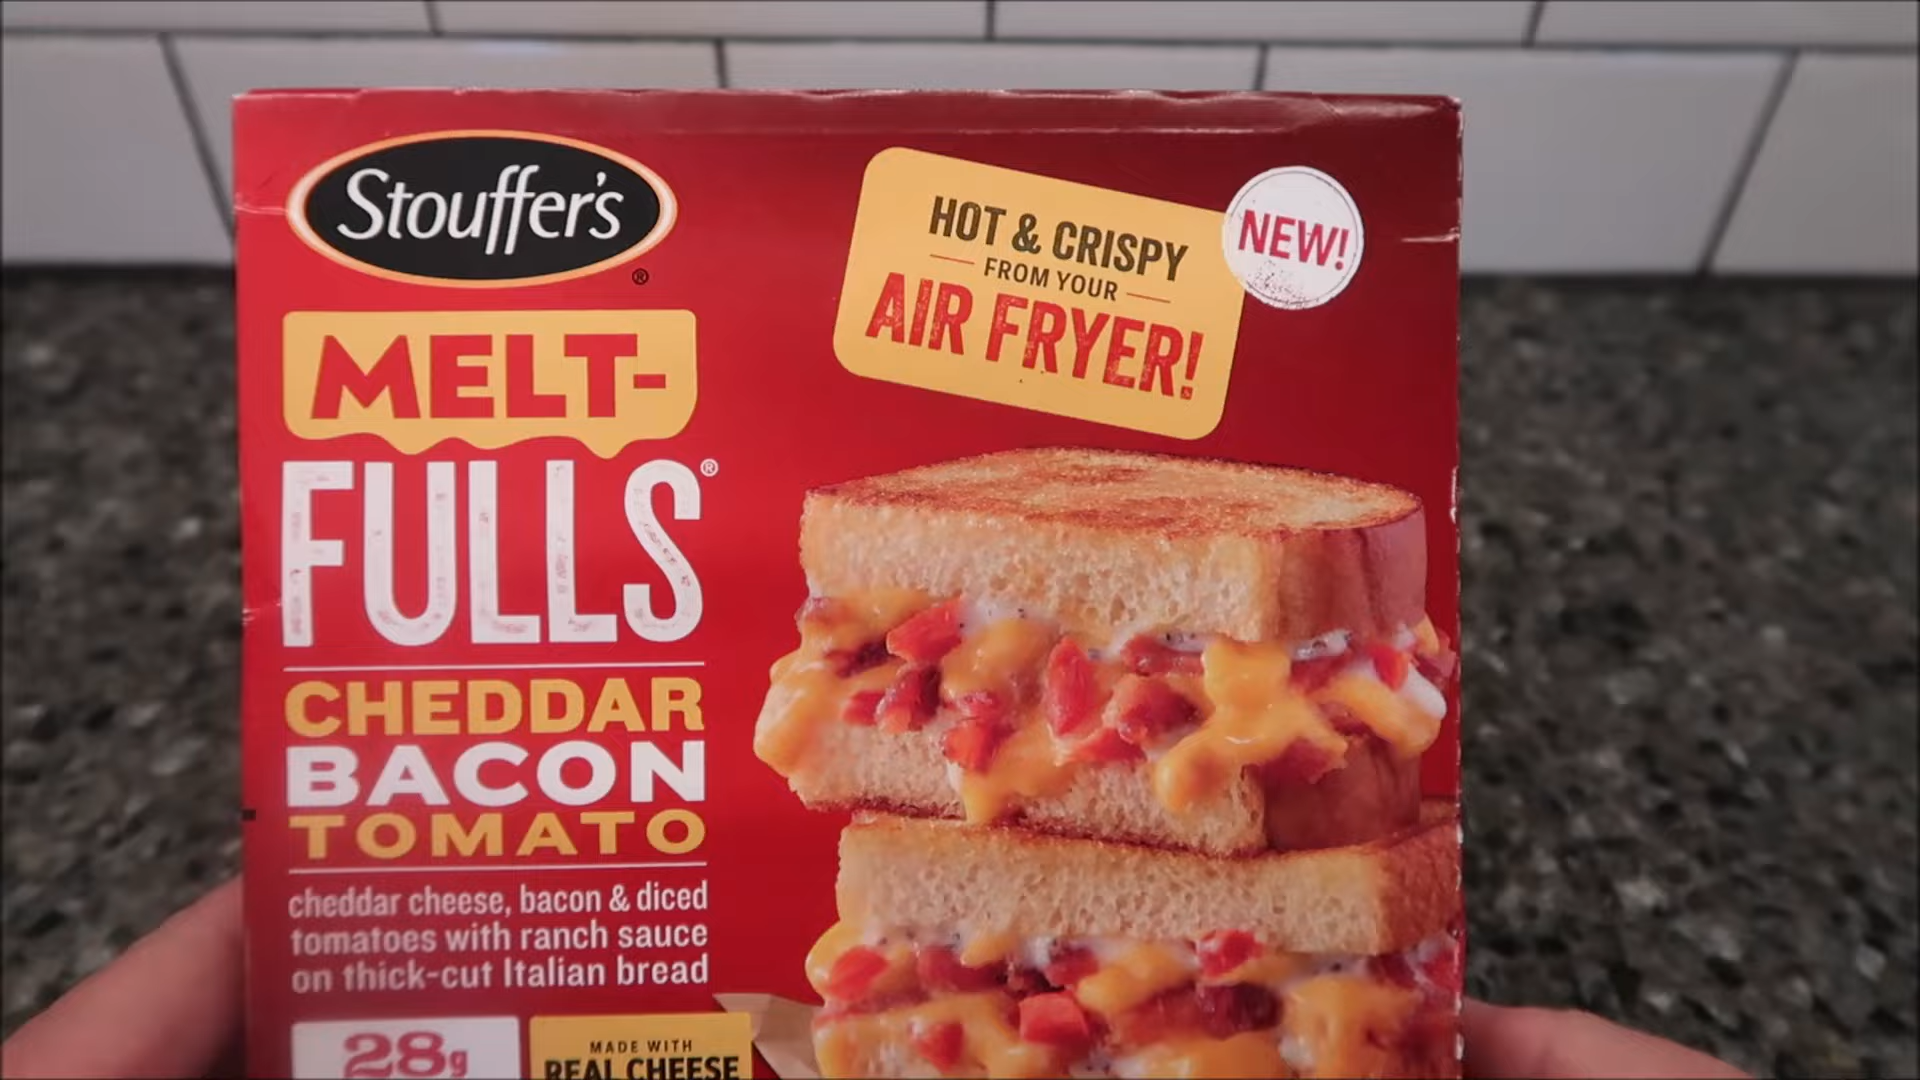 Stouffer's®
MELT-
FULLS®
CHEDDAR
BACON
TOMATO
cheddar cheese, bacon & diced
tomatoes with ranch sauce
on thick-cut Italian bread
28g
MADE WITH
REAL CHEESE
HOT & CRISPY
FROM YOUR
AIR FRYER!
NEW!